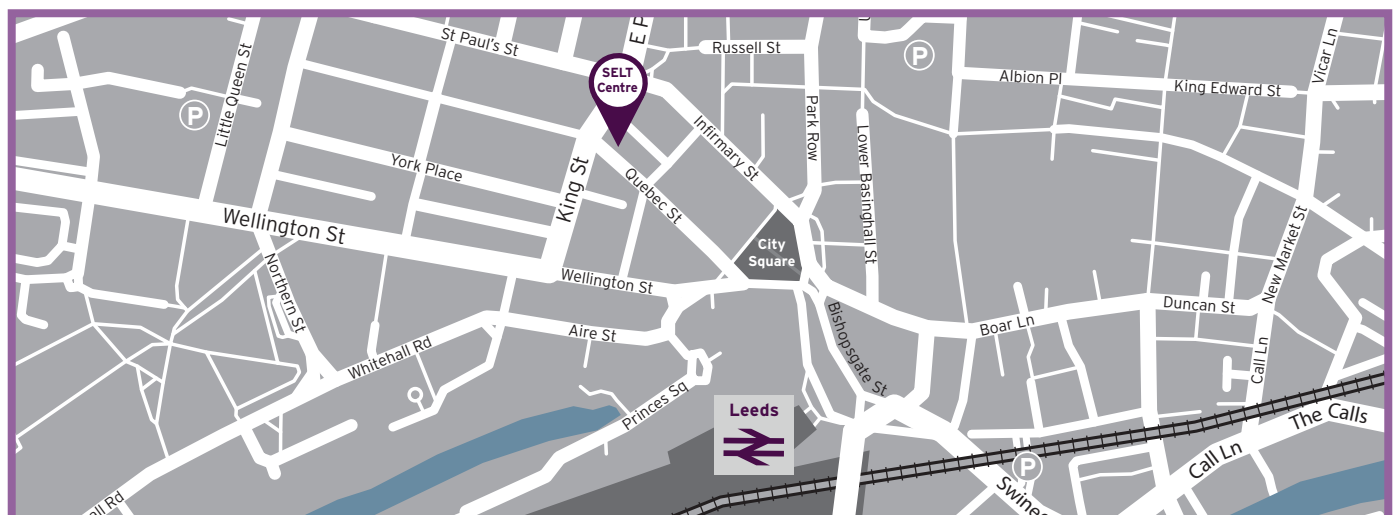 St Paul's St
E P
Russell St
SELT
Centre
P
Albion Pl
King Edward St
Vicar Ln
Little Queen St
P
Infirmary St
Park Row
Lower Basinghall St
York Place
King St
Quebec St
Wellington St
City
Square
New Market St
Northern St
Wellington St
Duncan St
Aire St
Bishopsgate St
Boar Ln
Whitehall Rd
Call Ln
Princes Sq
Leeds
The Calls
Call Ln
P
all Rd
Swine